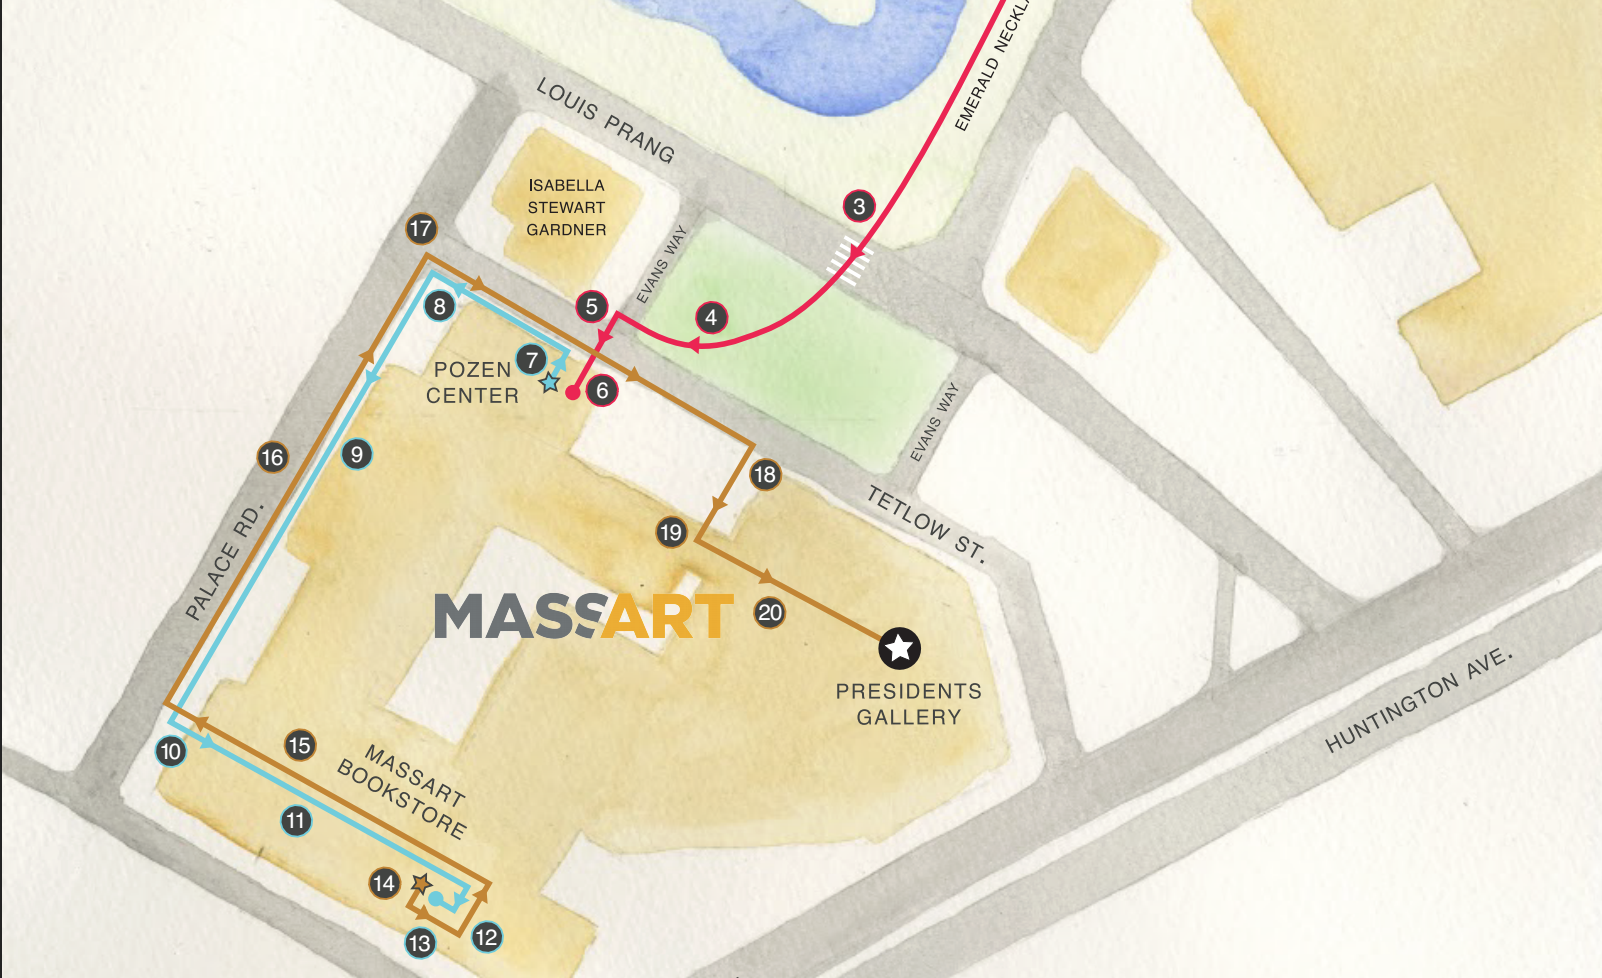 EMERALD NECKLA
LOUIS PRANG
3
ISABELLA
STEWART
GARDNER
17
EVANS WAY
8
5
4
7
POZEN
CENTER
6
16
9
EVANS WAY
18
TETLOW ST.
19
PALACE RD.
MASSART
20
PRESIDENTS
GALLERY
HUNTINGTON AVE.
10
15
MASSART
BOOKSTORE
11
14
13
12